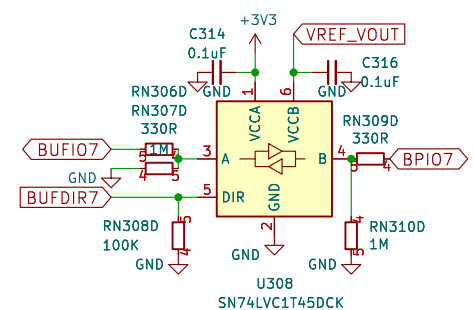 +3V3
C314
0.1uF
VREF_VOUT
C316
0.1uF
GND
GND
1
6
RN306D
RN307D
330R
1M
VCCA
VCCB
RN309D
330R
BUFIO7
5
4
3
A
B
4
5
4
BPIO7
GND
4
5
BUFDIR7
5
DIR
GND
2
RN308D
100K
5
4
GND
GND
RN310D
1M
4
5
GND
U308
SN74LVC1T45DCK